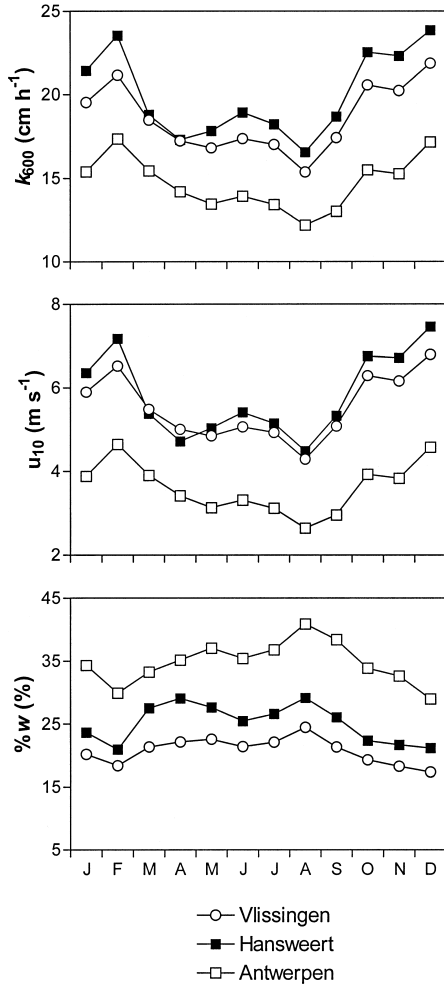 25
20
15
10
k600 (cm h-1)
8
6
4
2
u10 (m s-1)
45
35
25
15
5
%w (%)
J F M A M J J A S O N D
Vlissingen
Hansweert
Antwerpen